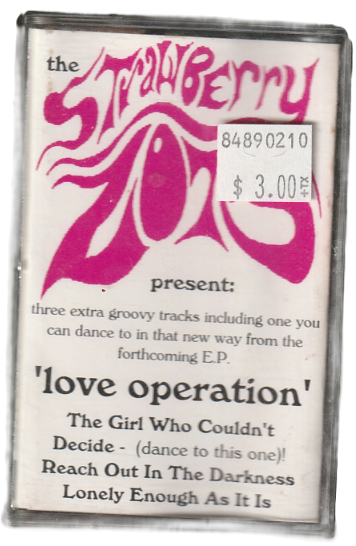 the STRAWBERRY
ZONE
84890210
$ 3.00 +TX
present:
three extra groovy tracks including one you
can dance to in that new way from the
forthcoming E.P.
'love operation'
The Girl Who Couldn't
Decide - (dance to this one)!
Reach Out In The Darkness
Lonely Enough As It Is